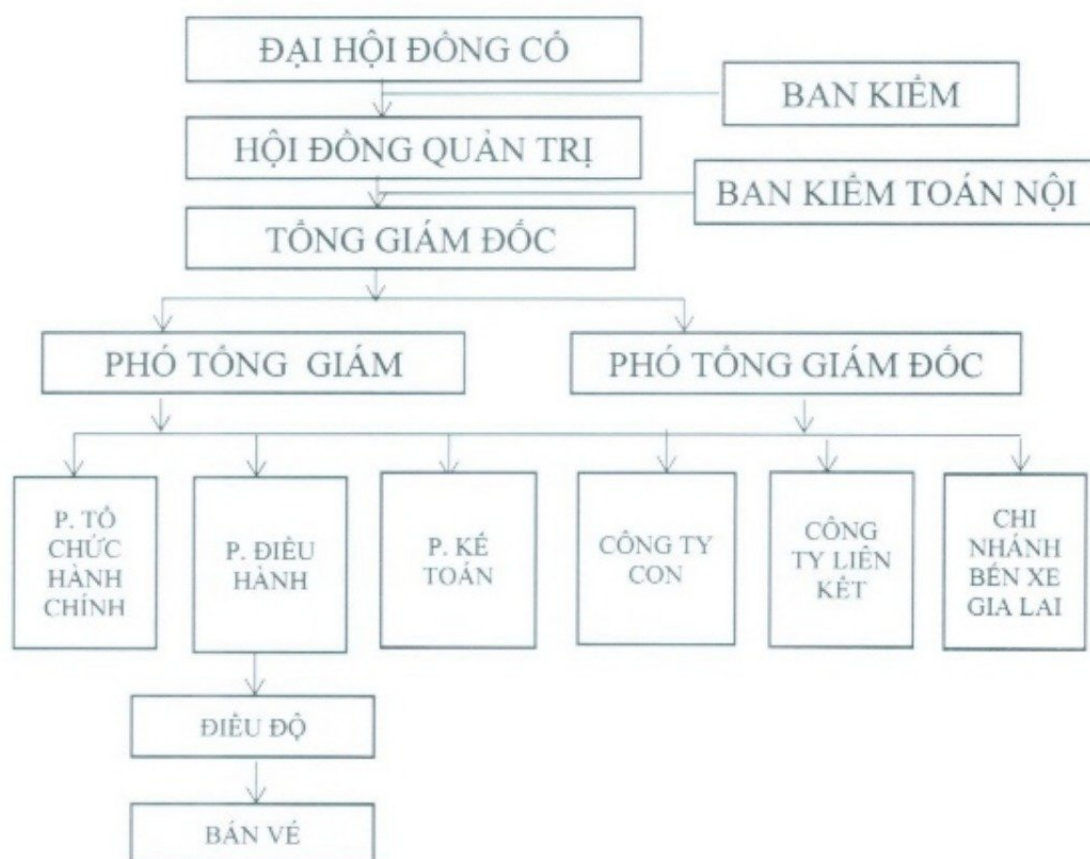 ĐẠI HỘI ĐỒNG CỔ
BAN KIỂM
HỘI ĐỒNG QUẢN TRỊ
BAN KIỂM TOÁN NỘI
TỔNG GIÁM ĐỐC
PHÓ TỔNG GIÁM
PHÓ TỔNG GIÁM ĐỐC
P. TỔ
CHỨC
HÀNH
CHÍNH
P. ĐIỀU
HÀNH
P. KẾ
TOÁN
CÔNG TY
CON
CÔNG
TY LIÊN
KẾT
CHI
NHÁNH
BẾN XE
GIA LAI
ĐIỀU ĐỘ
BÁN VÉ